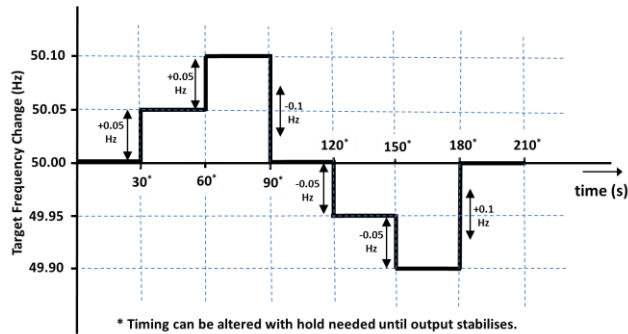 Target Frequency Change (Hz)
50.10
50.05
50.00
49.95
49.90
+0.05
Hz
+0.05
Hz
-0.1
Hz
30*
60*
90*
120*
150*
180*
210*
-0.05
Hz
-0.05
Hz
+0.1
Hz
time (s)
* Timing can be altered with hold needed until output stabilises.